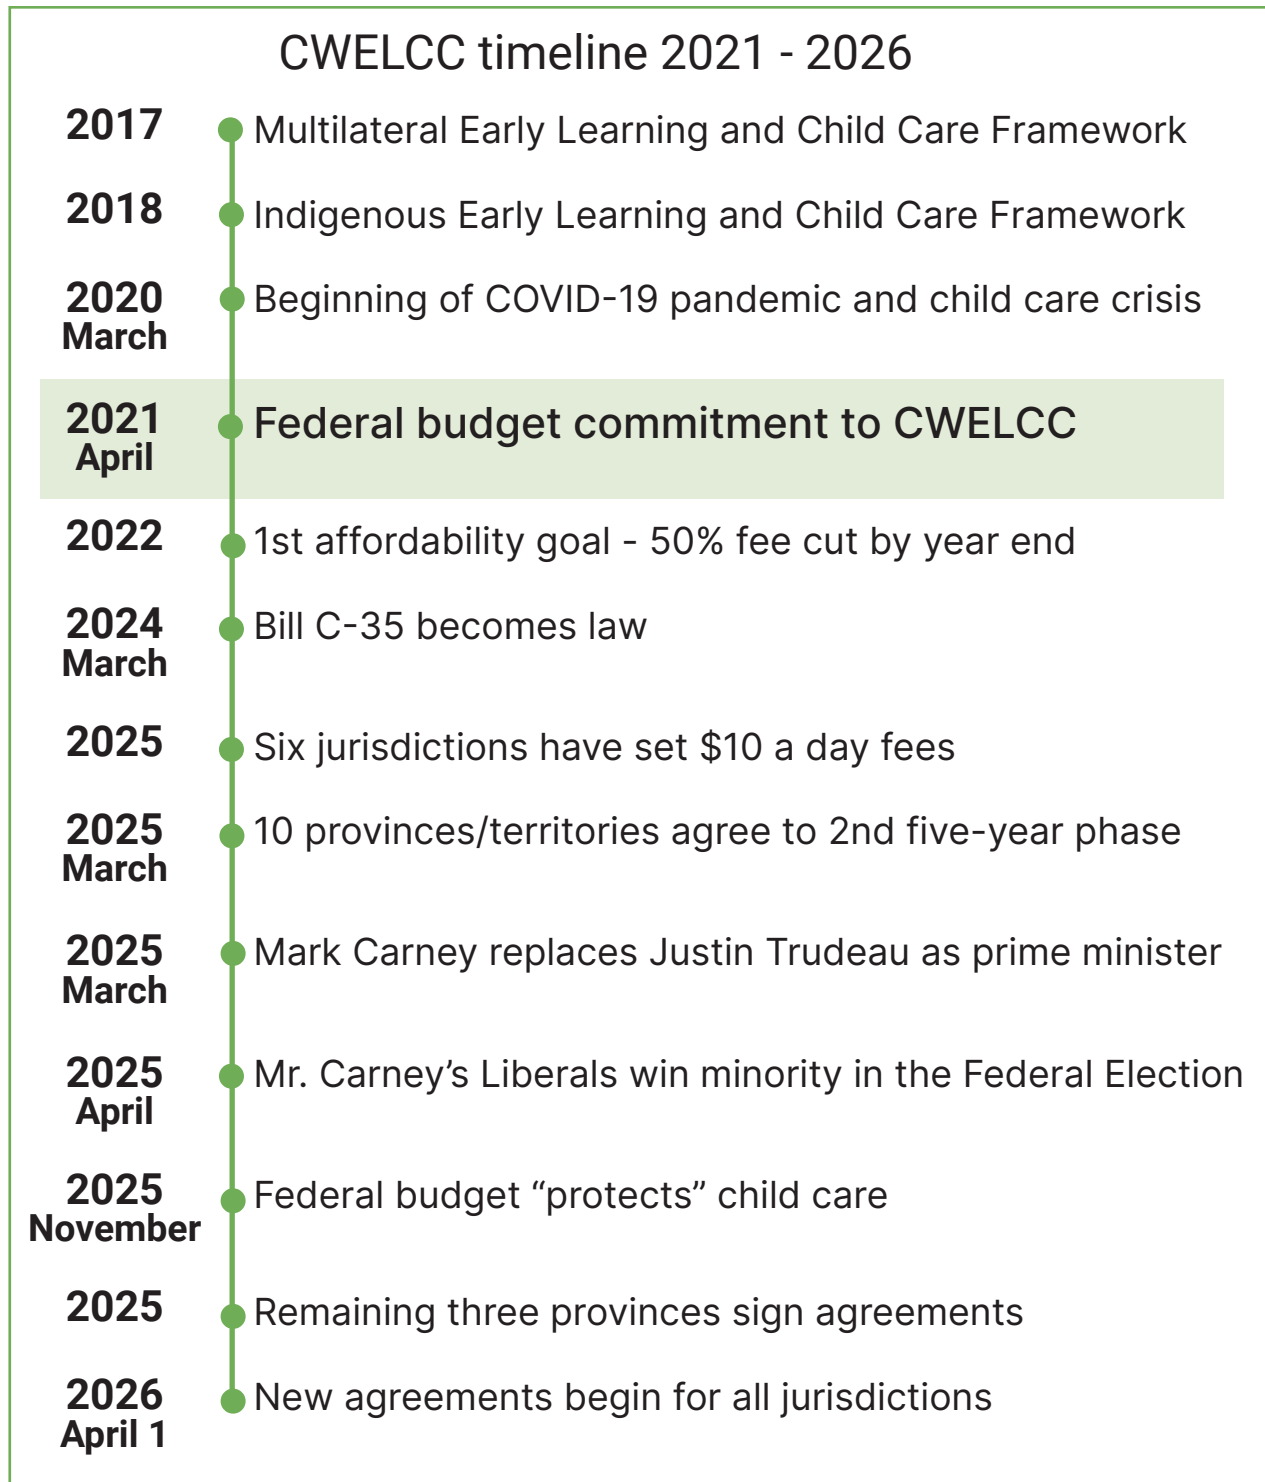 CWELCC timeline 2021 - 2026
2017
Multilateral Early Learning and Child Care Framework
2018
Indigenous Early Learning and Child Care Framework
2020
March
Beginning of COVID-19 pandemic and child care crisis
2021
April
Federal budget commitment to CWELCC
2022
1st affordability goal - 50% fee cut by year end
2024
March
Bill C-35 becomes law
2025
Six jurisdictions have set $10 a day fees
2025
March
10 provinces/territories agree to 2nd five-year phase
2025
March
Mark Carney replaces Justin Trudeau as prime minister
2025
April
Mr. Carney’s Liberals win minority in the Federal Election
2025
November
Federal budget “protects” child care
2025
Remaining three provinces sign agreements
2026
April 1
New agreements begin for all jurisdictions